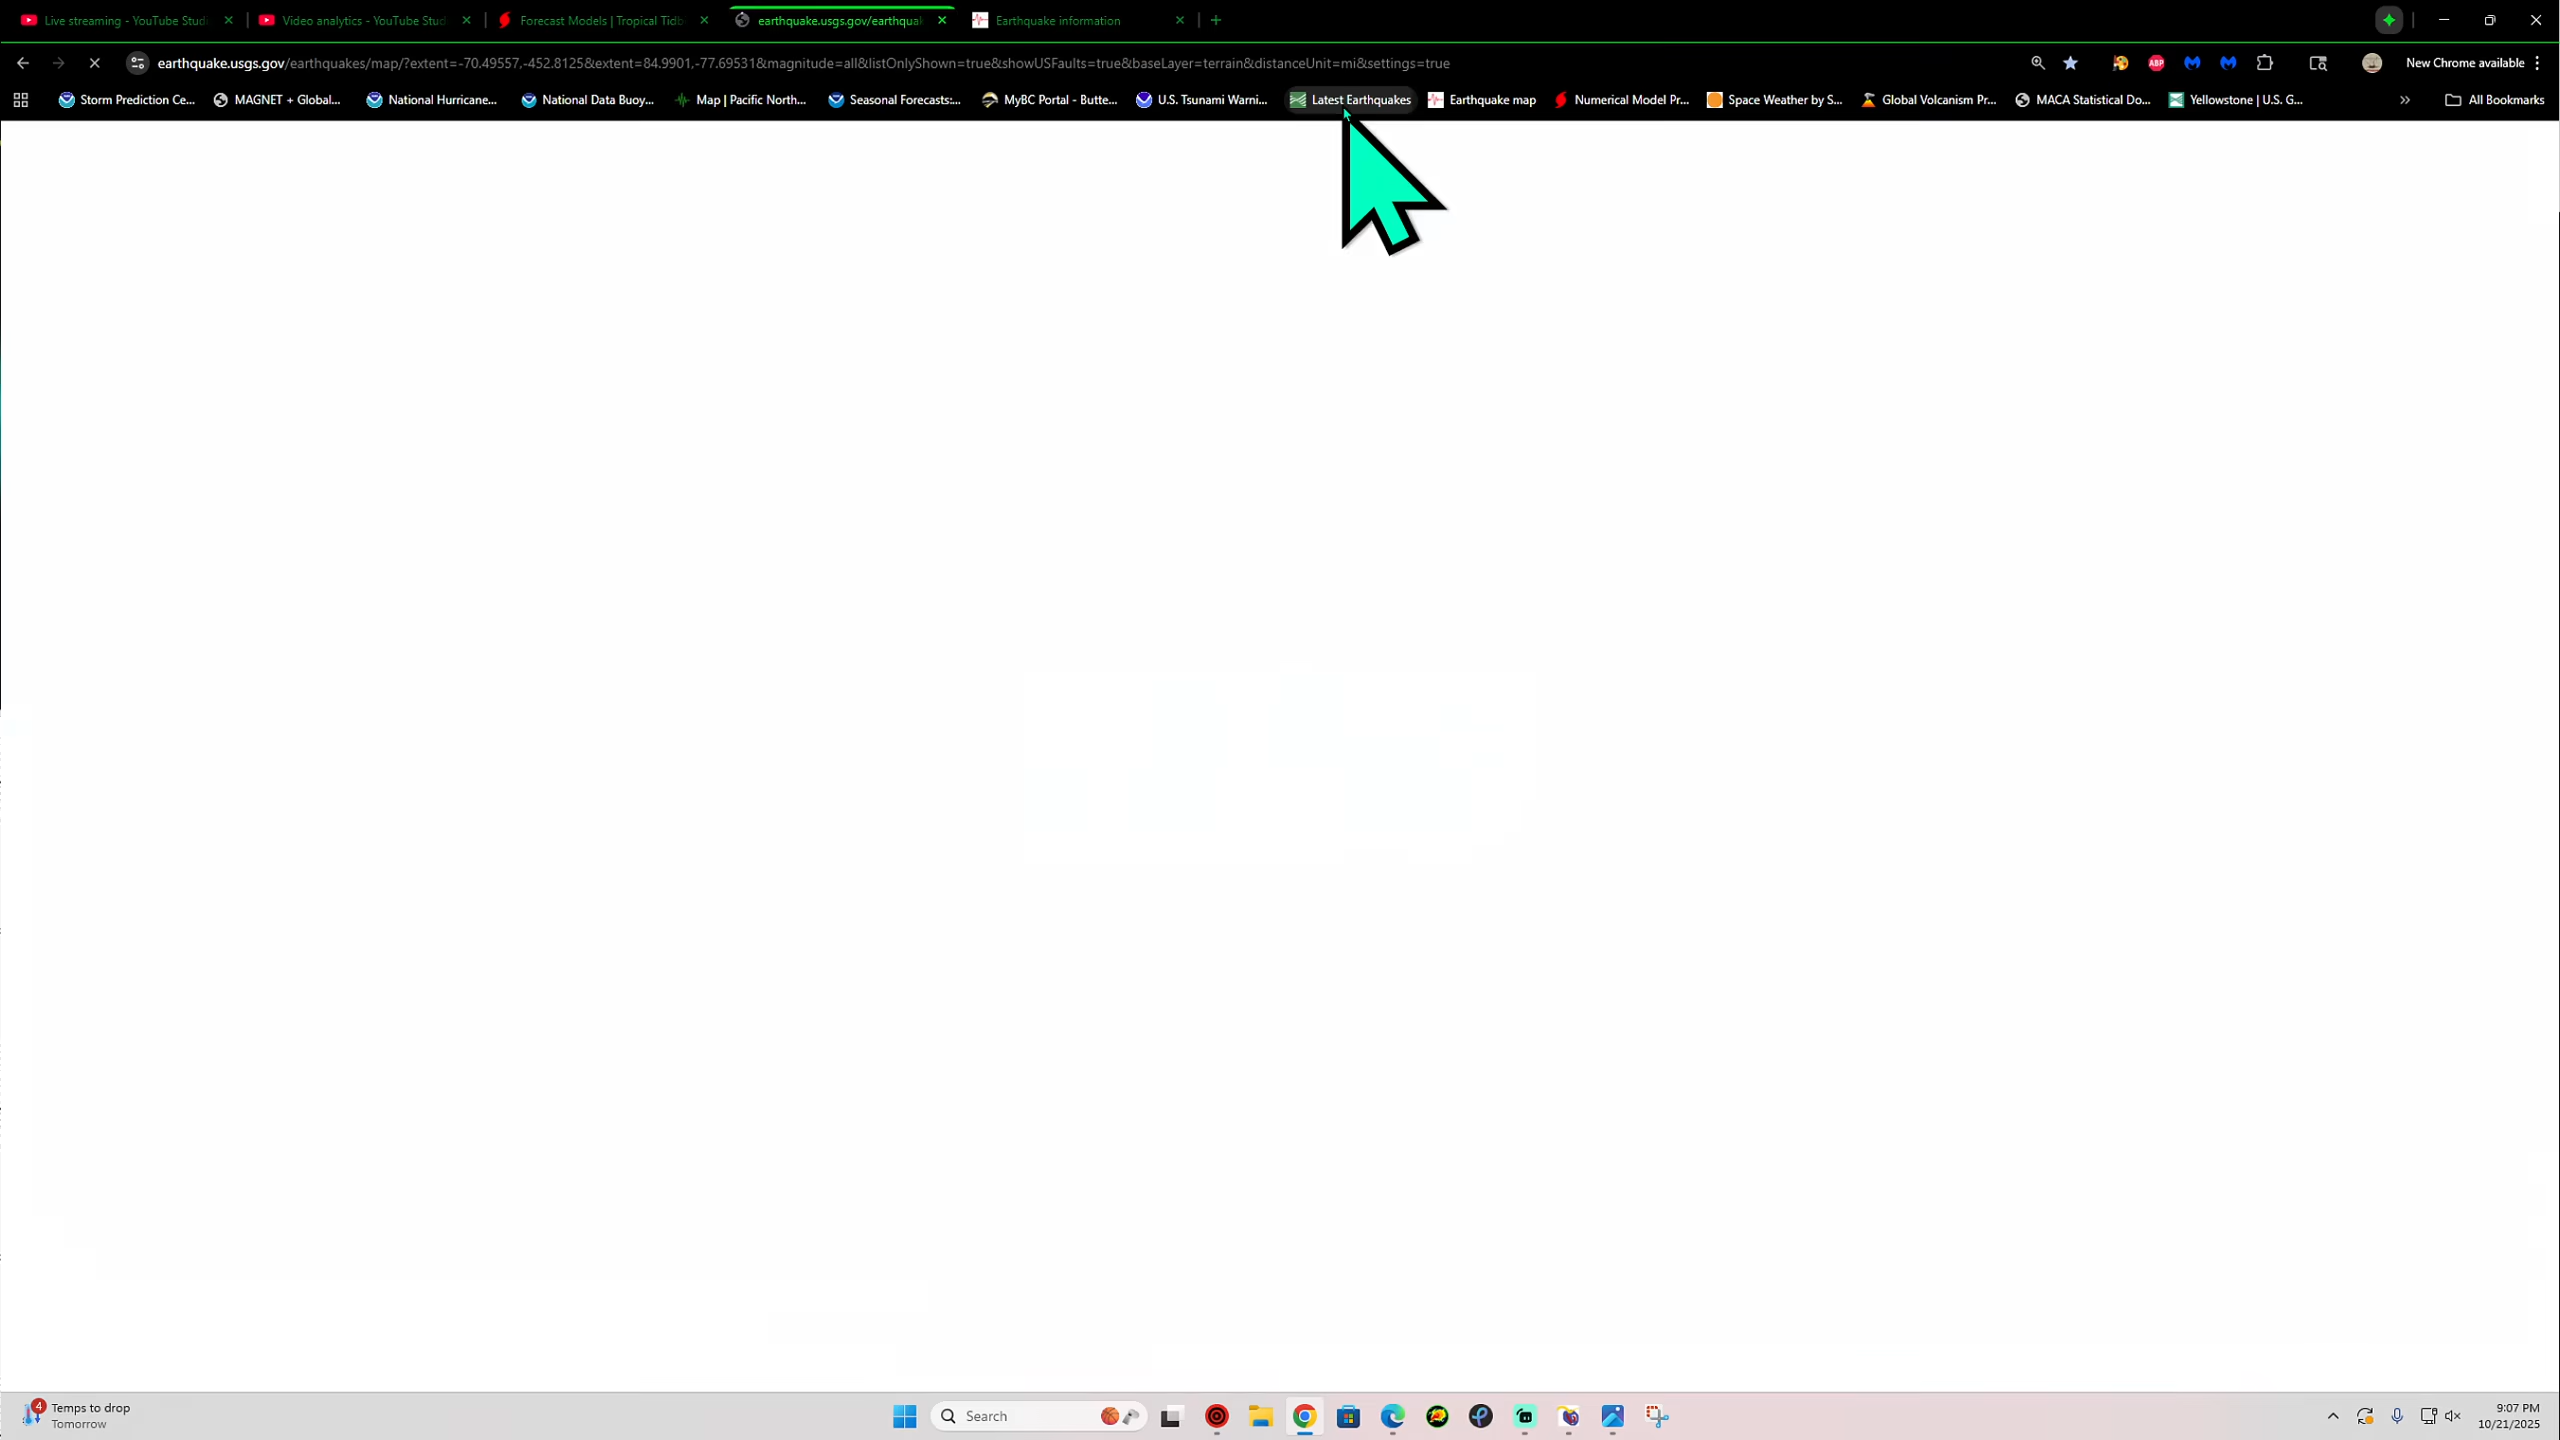 Live streaming - YouTube Studi
Video analytics - YouTube Stud
Forecast Models | Tropical Tidb
earthquake.usgs.gov/earthquak
Earthquake information
earthquake.usgs.gov/earthquakes/map/?extent=-70.49557,-452.8125&extent=84.9901,-77.69531&magnitude=all&listOnlyShown=true&showUSFaults=true&baseLayer=terrain&distanceUnit=mi&settings=true
ABP
New Chrome available
Storm Prediction Ce...
MAGNET + Global...
National Hurricane...
National Data Buoy...
Map | Pacific North...
Seasonal Forecasts:...
MyBC Portal - Butte...
U.S. Tsunami Warni...
Latest Earthquakes
Earthquake map
Numerical Model Pr...
Space Weather by S...
Global Volcanism Pr...
MACA Statistical Do...
Yellowstone | U.S. G...
All Bookmarks
4
Temps to drop
Tomorrow
Search
9:07 PM
10/21/2025